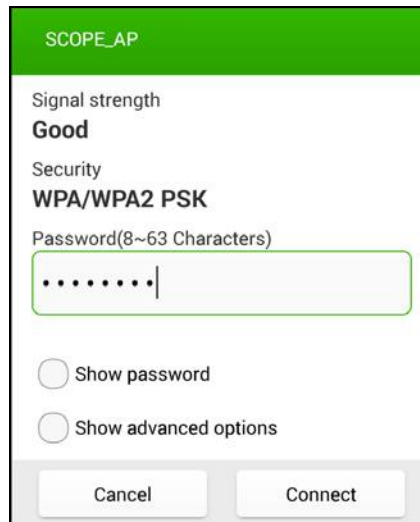 SCOPE_AP
Signal strength
Good
Security
WPA/WPA2 PSK
Password(8~63 Characters)
••••••••
Show password
Show advanced options
Cancel
Connect